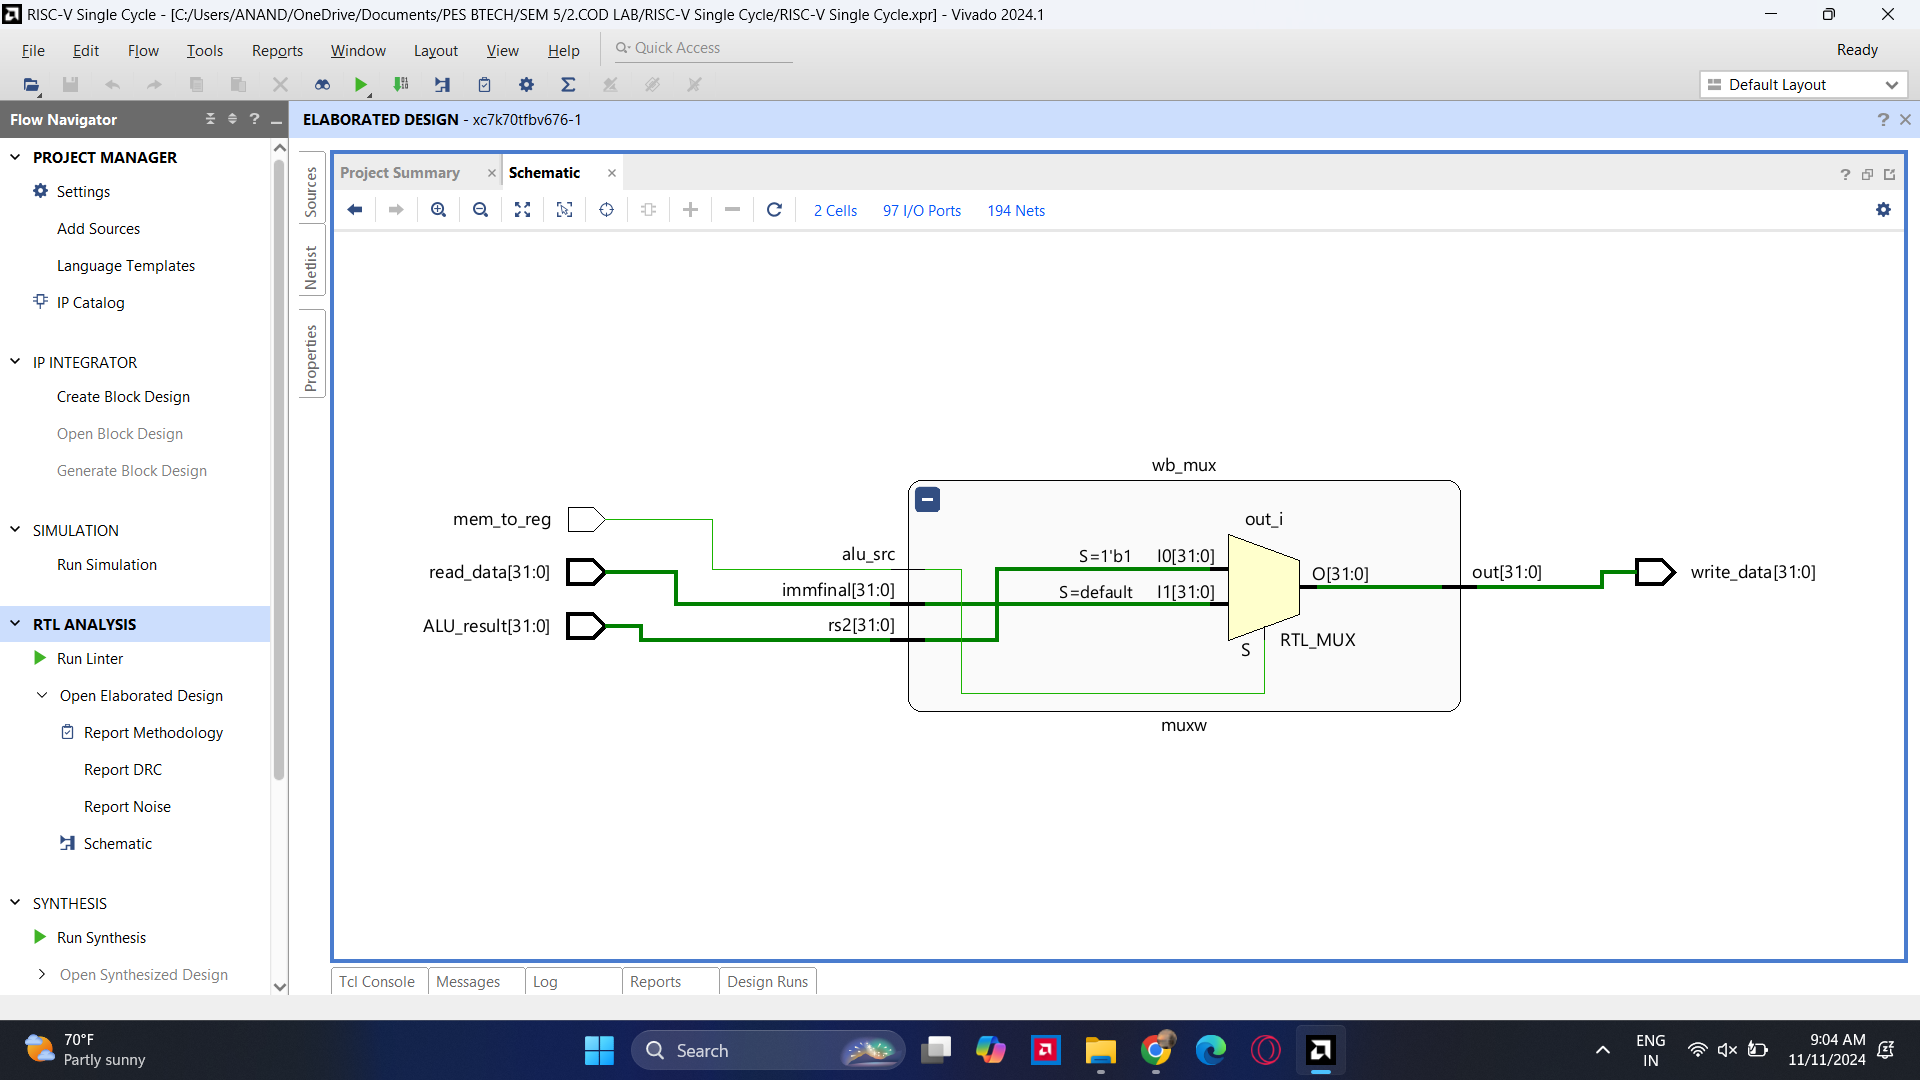 RISC-V Single Cycle - [C:/Users/ANAND/OneDrive/Documents/PES BTECH/SEM 5/2.COD LAB/RISC-V Single Cycle/RISC-V Single Cycle.xpr] - Vivado 2024.1
File Edit Flow Tools Reports Window Layout View Help Quick Access Ready
Default Layout
Flow Navigator ?
ELABORATED DESIGN - xc7k70tfbv676-1 ?
PROJECT MANAGER
Settings
Add Sources
Language Templates
IP Catalog
IP INTEGRATOR
Create Block Design
Open Block Design
Generate Block Design
SIMULATION
Run Simulation
RTL ANALYSIS
Run Linter
Open Elaborated Design
Report Methodology
Report DRC
Report Noise
Schematic
SYNTHESIS
Run Synthesis
Open Synthesized Design
Sources
Netlist
Properties
Project Summary Schematic ?
2 Cells 97 I/O Ports 194 Nets
wb_mux
mem_to_reg
read_data[31:0]
ALU_result[31:0]
alu_src
immfinal[31:0]
rs2[31:0]
out_i
S=1'b1 I0[31:0]
S=default I1[31:0]
O[31:0]
S
RTL_MUX
out[31:0]
write_data[31:0]
muxw
Tcl Console Messages Log Reports Design Runs
70°F
Partly sunny
Search
ENG
IN
9:04 AM
11/11/2024